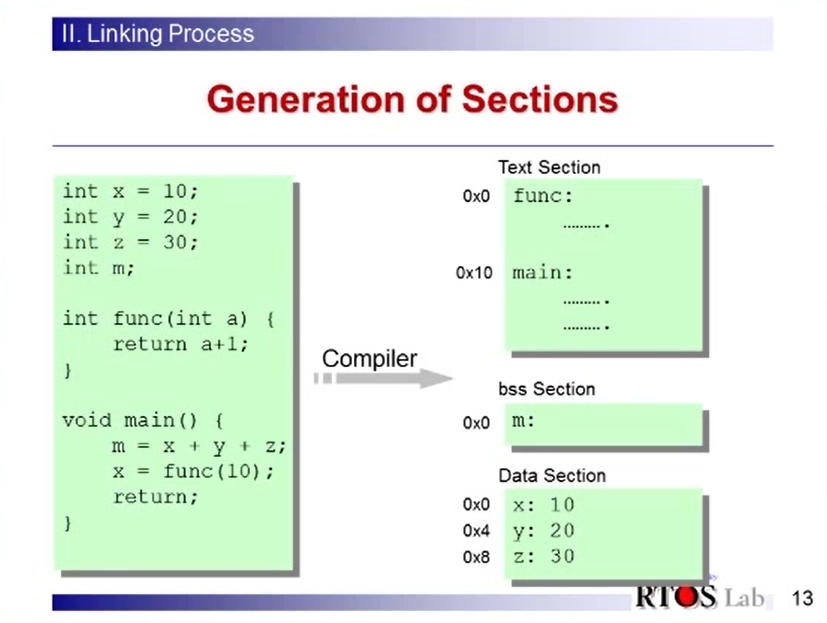 II. Linking Process
Generation of Sections
int x = 10;
int y = 20;
int z = 30;
int m;
int func(int a) {
return a+1;
}
void main() {
m = x + y + z;
x = func(10);
return;
}
Compiler
Text Section
0x0 func:
..........
0x10 main:
..........
..........
bss Section
0x0 m:
Data Section
0x0 x: 10
0x4 y: 20
0x8 z: 30
RTOS Lab 13